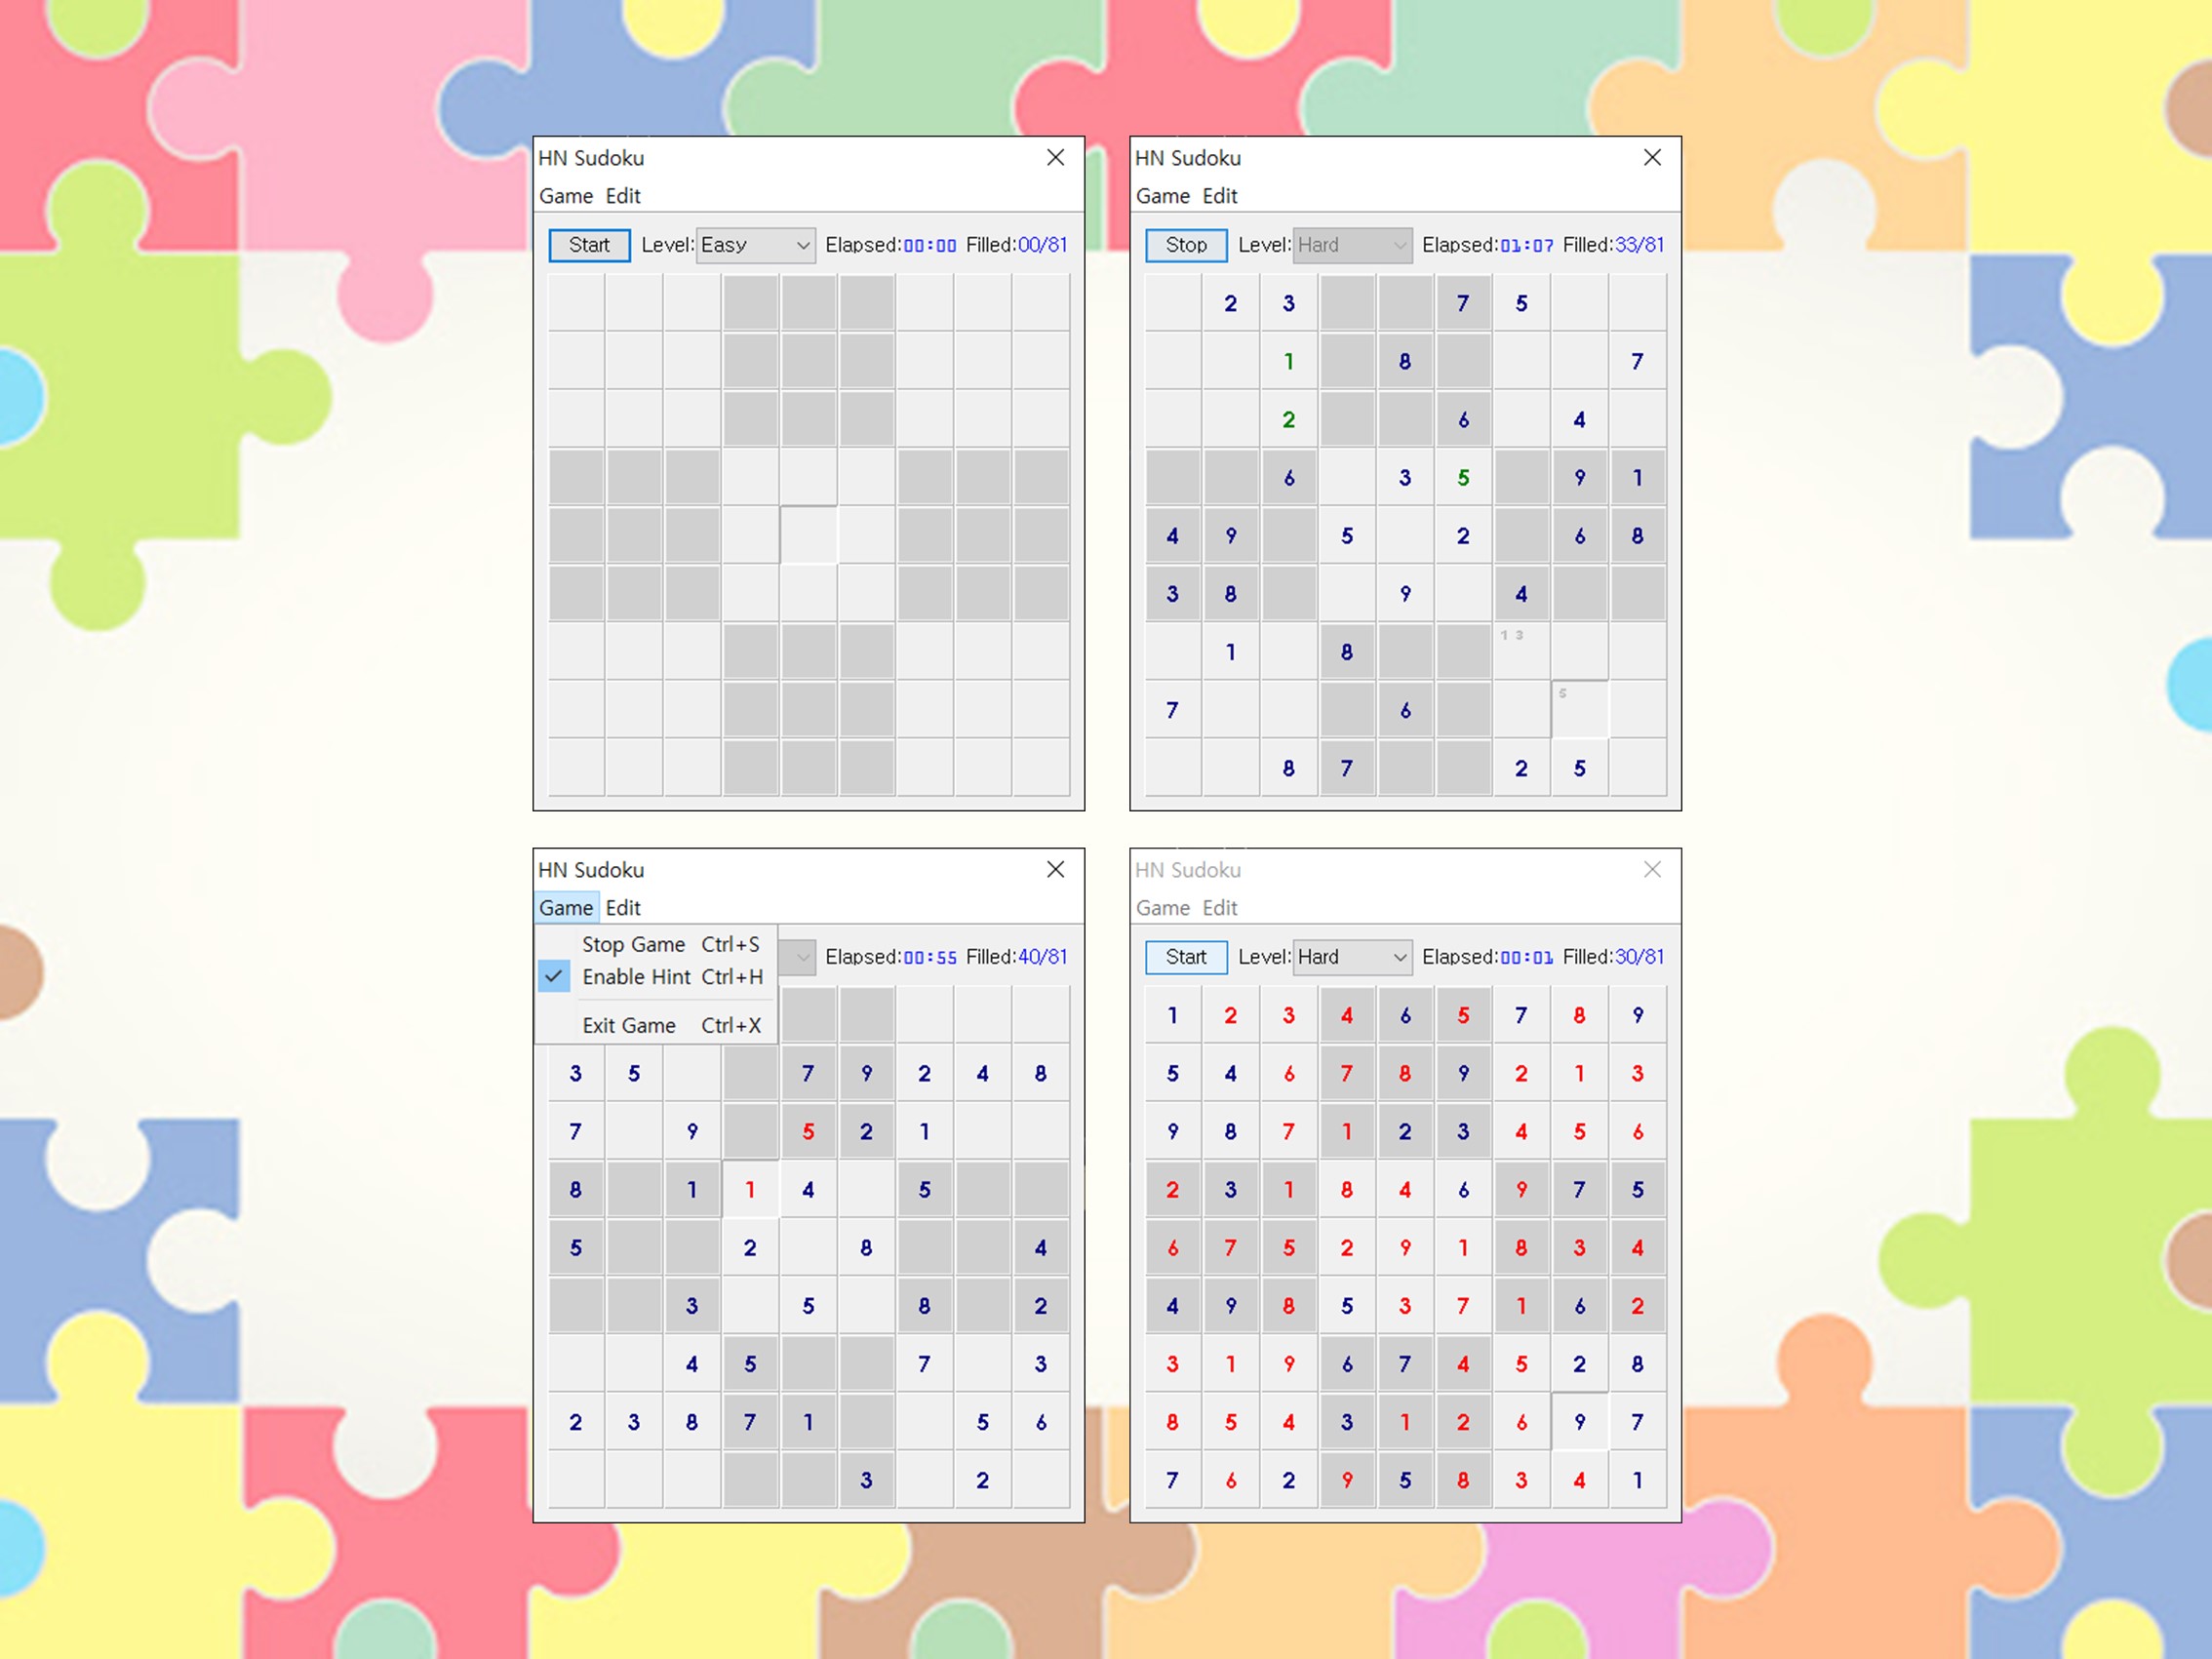 HN Sudoku
Game Edit
Start Level: Easy Elapsed:00:00 Filled:00/81
HN Sudoku
Game Edit
Stop Level: Hard Elapsed:01:07 Filled:33/81
2 3 7 5
1 8 7
2 6 4
6 3 5 9 1
4 9 5 2 6 8
3 8 9 4
1 3
1 8
5
7 6
8 7 2 5
HN Sudoku
Game Edit
Stop Game Ctrl+S
Enable Hint Ctrl+H
Exit Game Ctrl+X
Elapsed:00:55 Filled:40/81
3 5 7 9 2 4 8
7 9 5 2 1
8 1 1 4 5
5 2 8 4
3 5 8 2
4 5 7 3
2 3 8 7 1 5 6
3 2
HN Sudoku
Game Edit
Start Level: Hard Elapsed:00:01 Filled:30/81
1 2 3 4 6 5 7 8 9
5 4 6 7 8 9 2 1 3
9 8 7 1 2 3 4 5 6
2 3 1 8 4 6 9 7 5
6 7 5 2 9 1 8 3 4
4 9 8 5 3 7 1 6 2
3 1 9 6 7 4 5 2 8
8 5 4 3 1 2 6 9 7
7 6 2 9 5 8 3 4 1